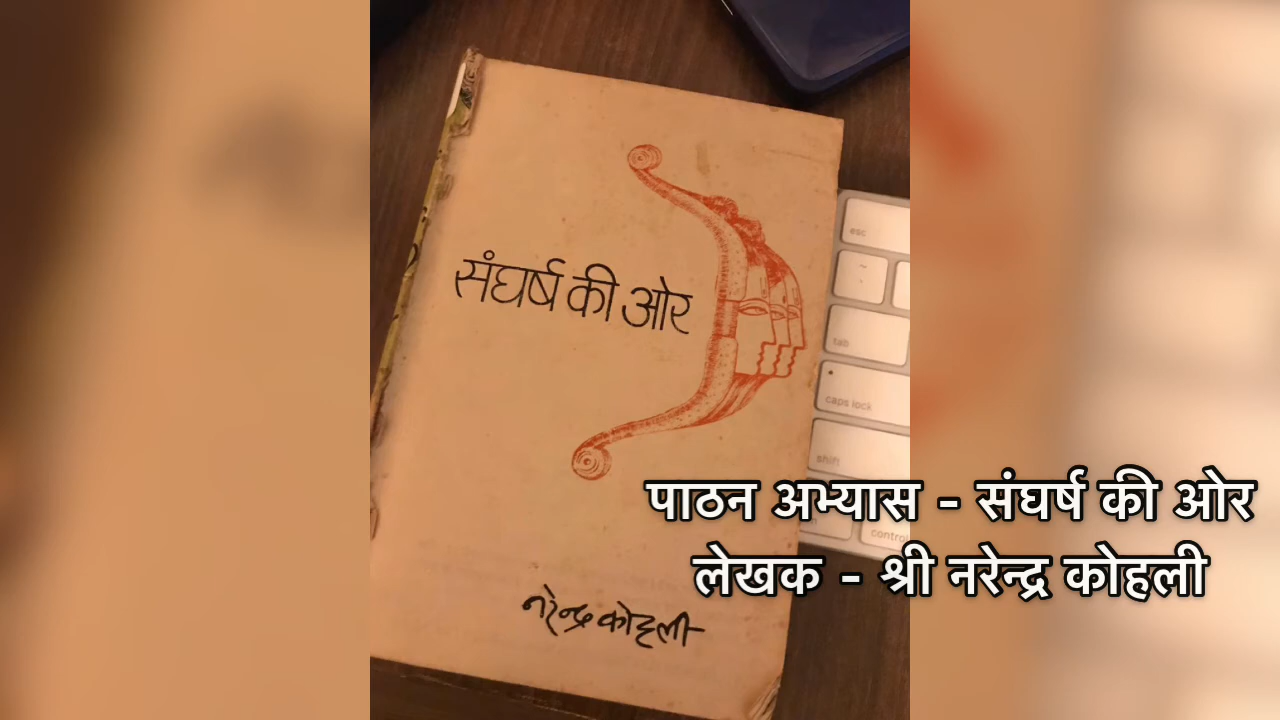 संघर्ष की ओर
नरेन्द्र कोहली
esc
tab
caps lock
shift
control
पाठन अभ्यास - संघर्ष की ओर
लेखक - श्री नरेन्द्र कोहली